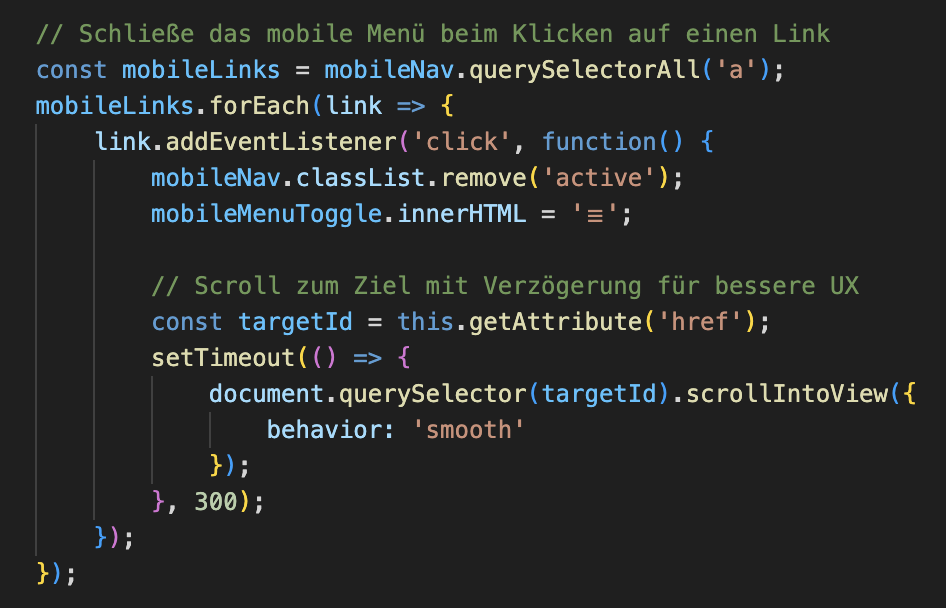 // Schließe das mobile Menü beim Klicken auf einen Link
const mobileLinks = mobileNav.querySelectorAll('a');
mobileLinks.forEach(link => {
    link.addEventListener('click', function() {
        mobileNav.classList.remove('active');
        mobileMenuToggle.innerHTML = '≡';

        // Scroll zum Ziel mit Verzögerung für bessere UX
        const targetId = this.getAttribute('href');
        setTimeout(() => {
            document.querySelector(targetId).scrollIntoView({
                behavior: 'smooth'
            });
        }, 300);
    });
});